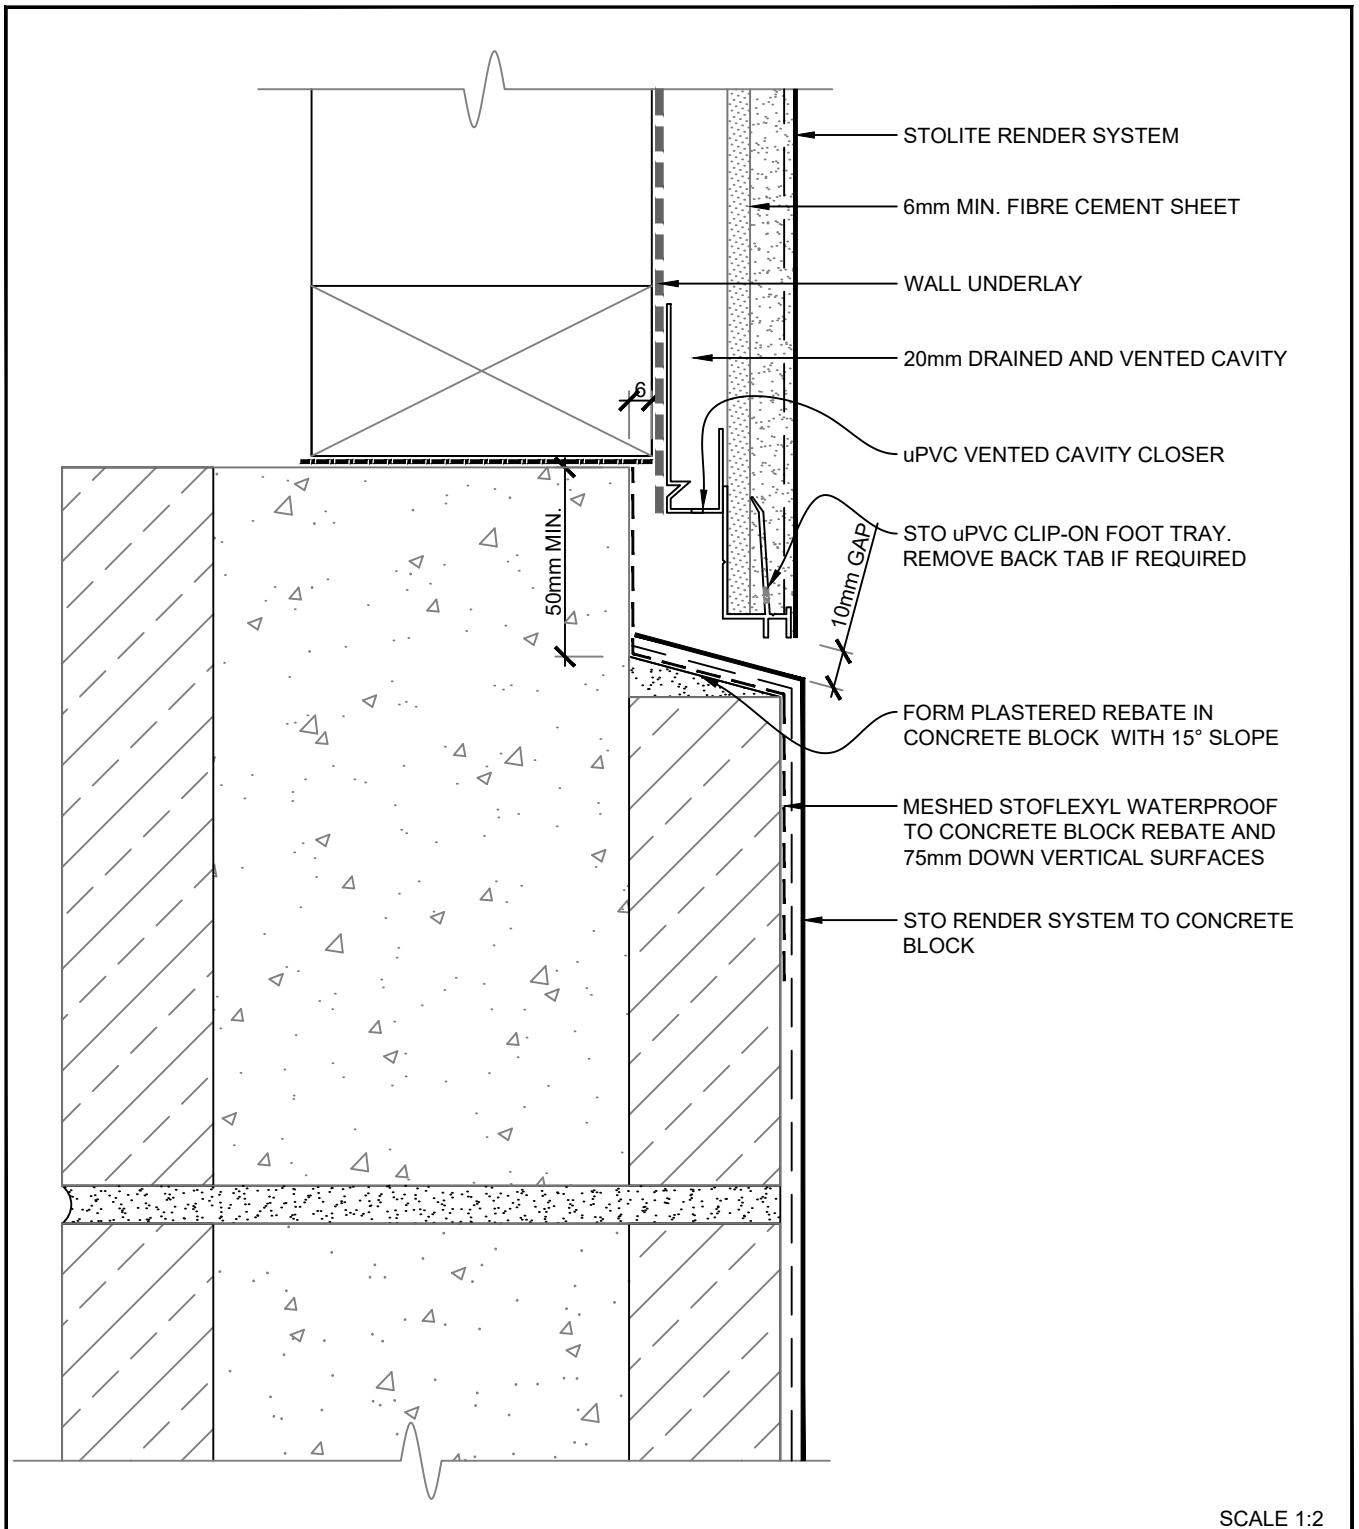 STOLITE RENDER SYSTEM
6mm MIN. FIBRE CEMENT SHEET
WALL UNDERLAY
20mm DRAINED AND VENTED CAVITY
6
uPVC VENTED CAVITY CLOSER
STO uPVC CLIP-ON FOOT TRAY.
REMOVE BACK TAB IF REQUIRED
50mm MIN.
10mm GAP
FORM PLASTERED REBATE IN
CONCRETE BLOCK WITH 15° SLOPE
MESHED STOFLEXYL WATERPROOF
TO CONCRETE BLOCK REBATE AND
75mm DOWN VERTICAL SURFACES
STO RENDER SYSTEM TO CONCRETE
BLOCK
SCALE 1:2